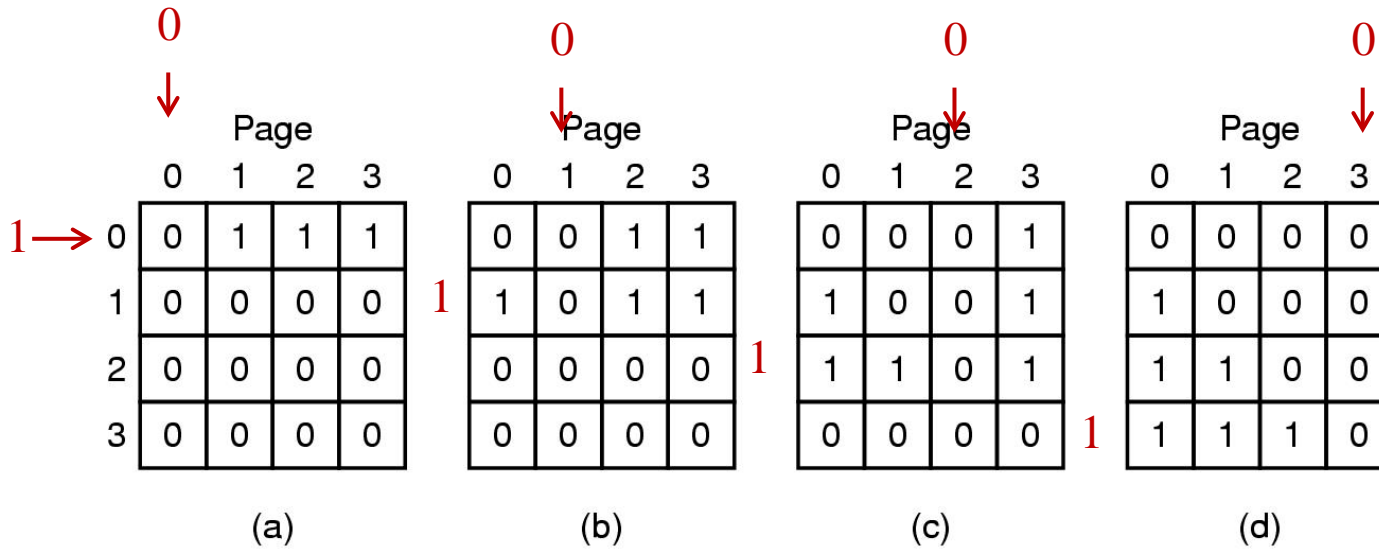 0 0 0 0
Page Page Page Page
0 1 2 3 0 1 2 3 0 1 2 3 0 1 2 3
1 0 0 1 1 1 0 0 1 1 0 0 0 1 0 0 0 0
1 0 0 0 0 1 1 0 1 1 1 0 0 1 1 0 0 0
2 0 0 0 0 0 0 0 0 1 1 1 0 1 1 1 0 0
3 0 0 0 0 0 0 0 0 0 0 0 0 1 1 1 1 0
(a) (b) (c) (d)